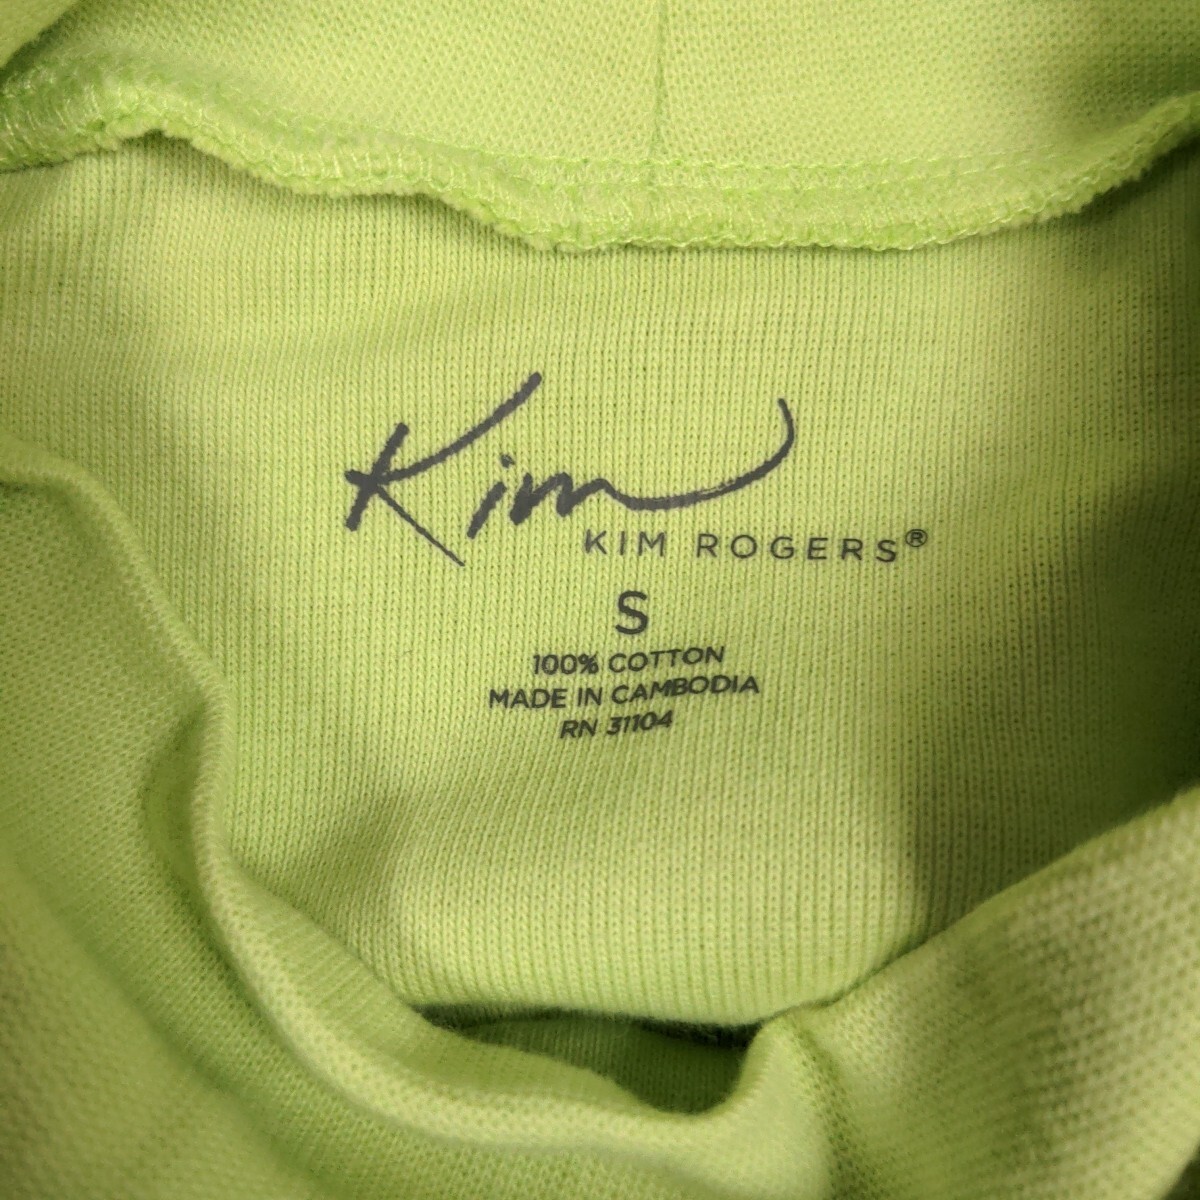 Kim
KIM ROGERS®
S
100% COTTON
MADE IN CAMBODIA
RN 31104